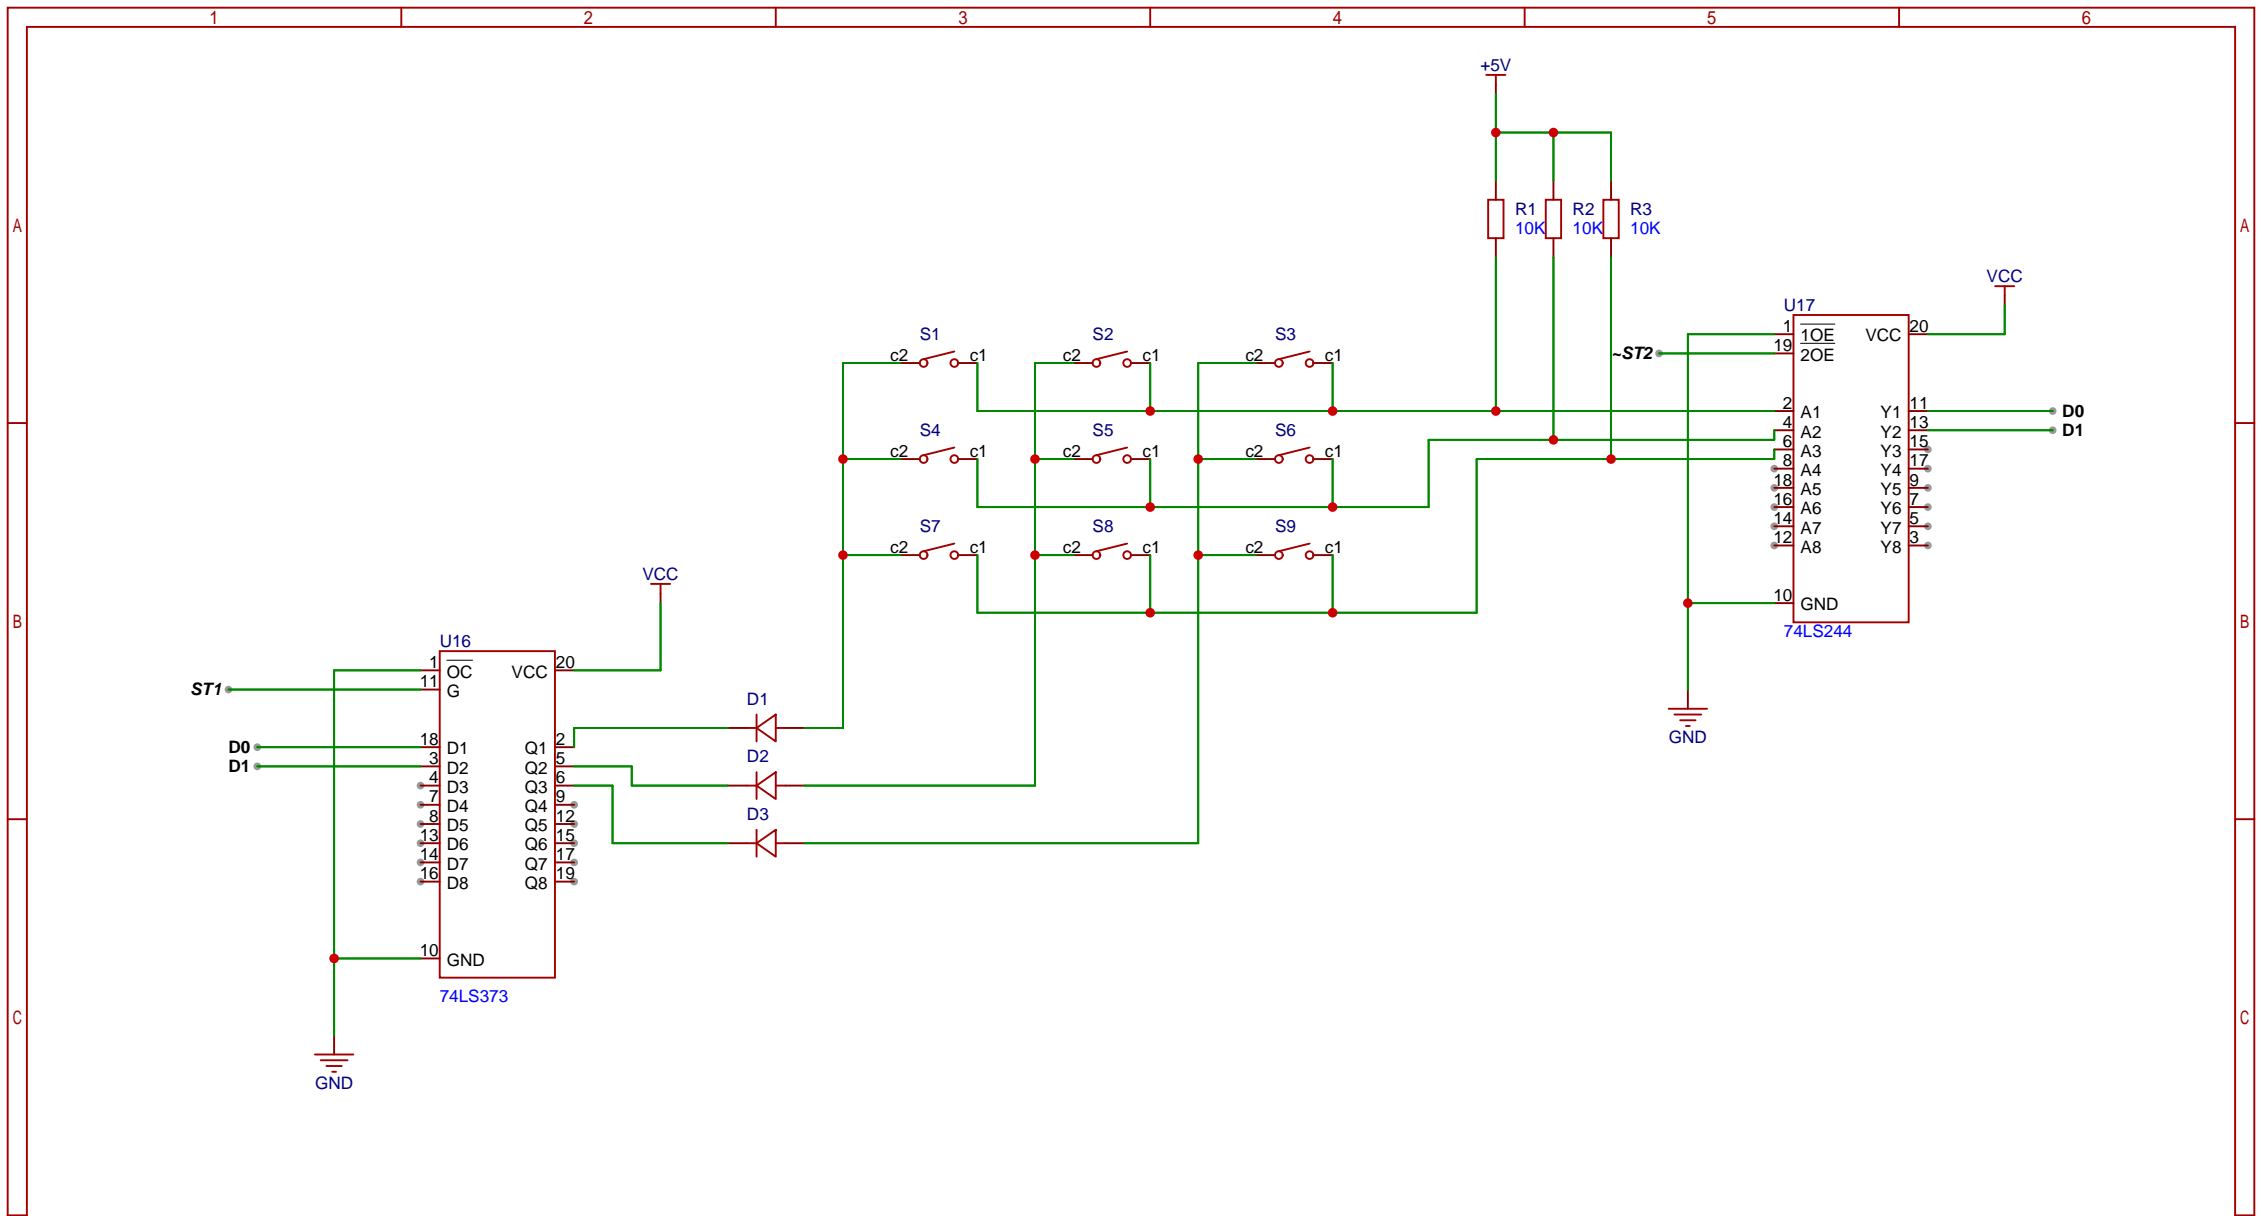 1 2 3 4 5 6
+5V
A A
R1 R2 R3
10K 10K 10K
VCC
U17
S1 S2 S3
1 1OE VCC 20
c2 c1 c2 c1 c2 c1
~ST2 19 2OE
2 A1 Y1 11 D0
4 A2 Y2 13 D1
S4 S5 S6
6 A3 Y3 15
c2 c1 c2 c1 c2 c1
8 A4 Y4 17
18 A5 Y5 9
16 A6 Y6 7
14 A7 Y7 5
S7 S8 S9
12 A8 Y8 3
c2 c1 c2 c1 c2 c1
VCC
10 GND
B B
74LS244
U16
1 OC VCC 20
ST1 11 G
D1
GND
D0 18 D1 Q1 2
D1 3 D2 Q2 5
D2
4 D3 Q3 6
7 D4 Q4 9
D3
8 D5 Q5 12
13 D6 Q6 15
14 D7 Q7 17
16 D8 Q8 19
10 GND
74LS373
C C
GND